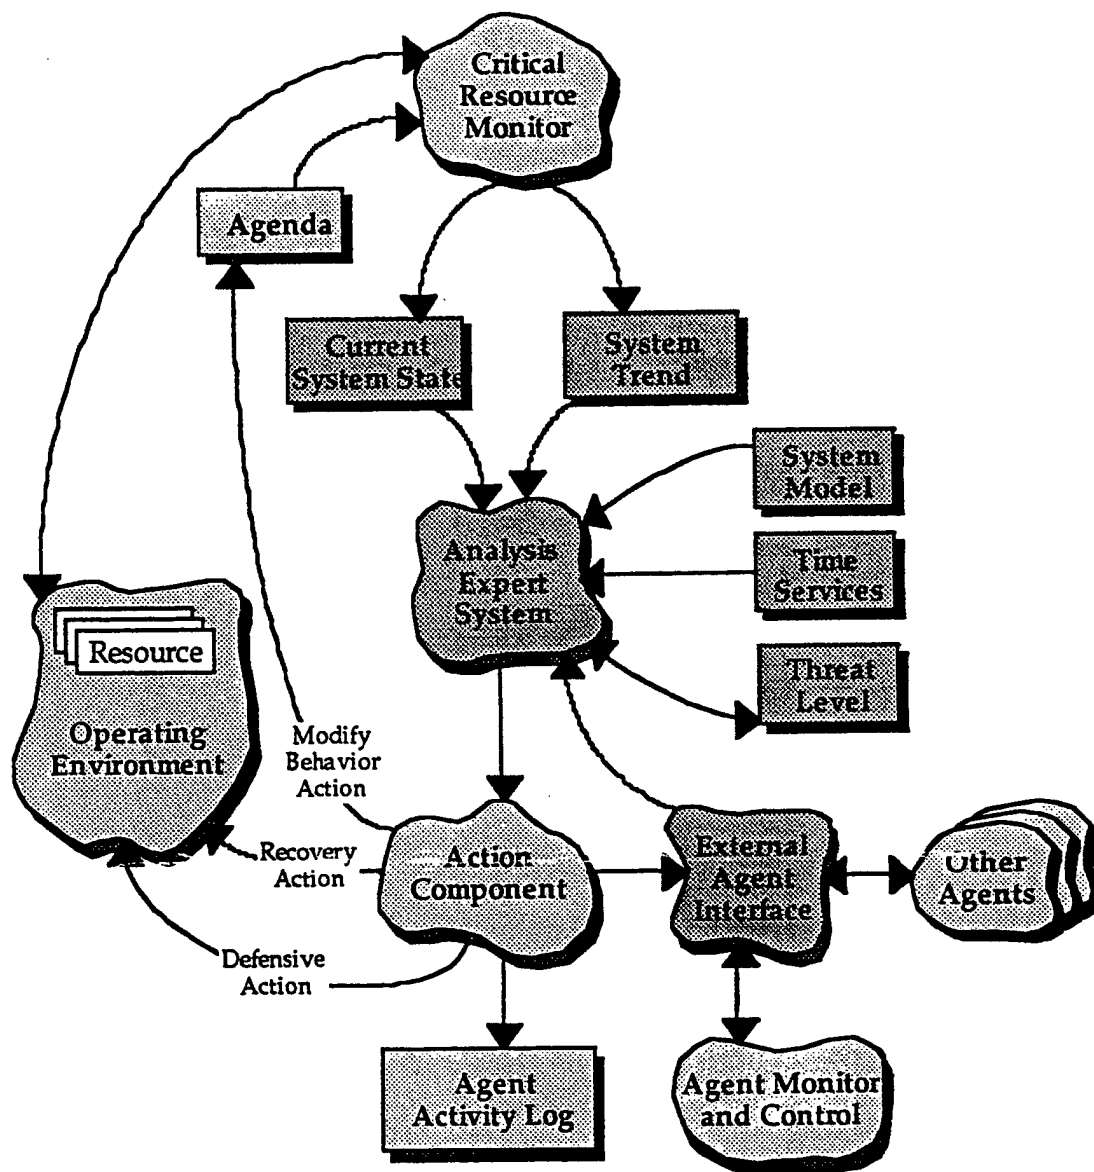 Critical
Resource
Monitor
Agenda
Current
System State
System
Trend
System
Model
Analysis
Expert
System
Time
Services
Resource
Threat
Level
Operating
Environment
Modify
Behavior
Action
Recovery
Action
Action
Component
External
Agent
Interface
Other
Agents
Defensive
Action
Agent
Activity Log
Agent Monitor
and Control